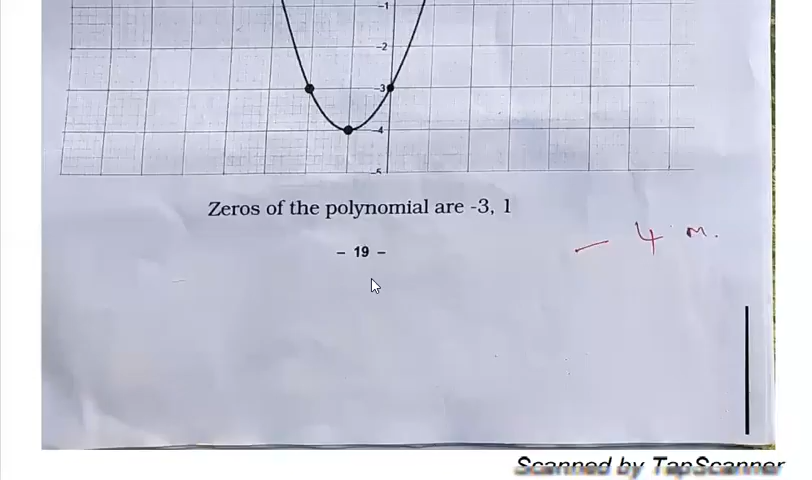 -1
-2
-3
-4
-5
Zeros of the polynomial are -3, 1
– 4 m.
– 19 –
Scanned by TapScanner